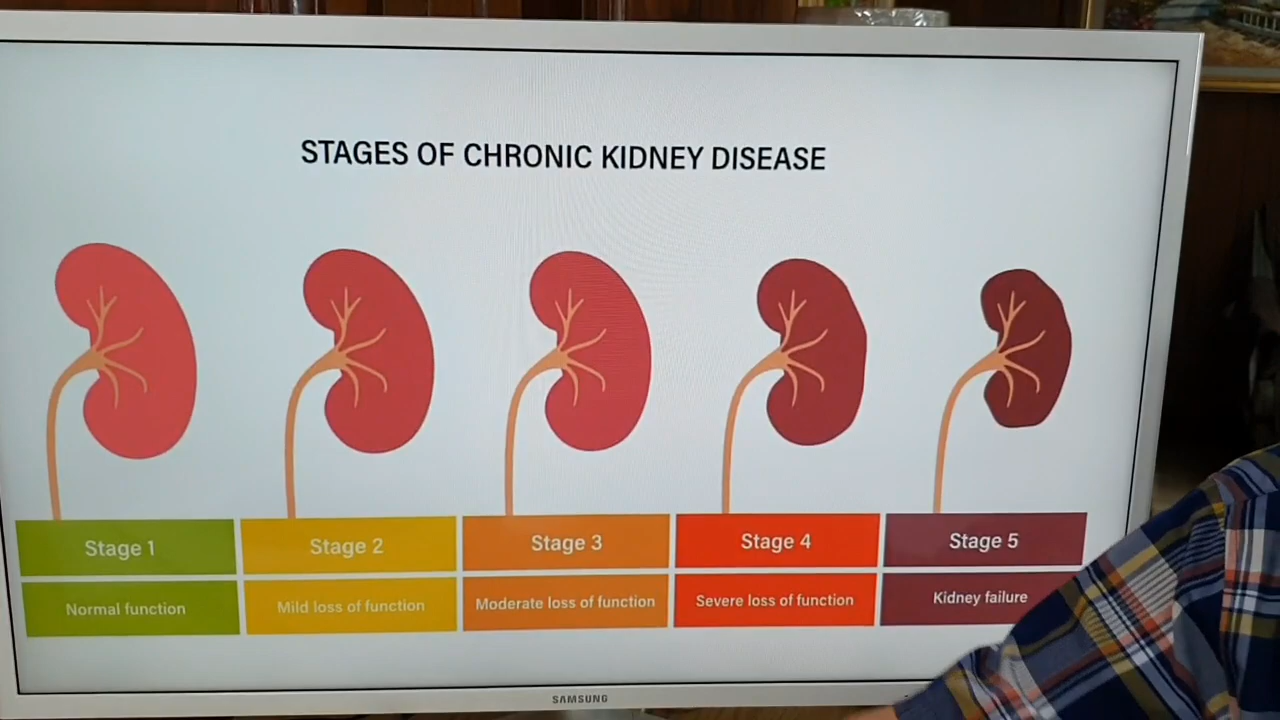 STAGES OF CHRONIC KIDNEY DISEASE
Stage 1
Stage 2
Stage 3
Stage 4
Stage 5
Normal function
Mild loss of function
Moderate loss of function
Severe loss of function
Kidney failure
SAMSUNG